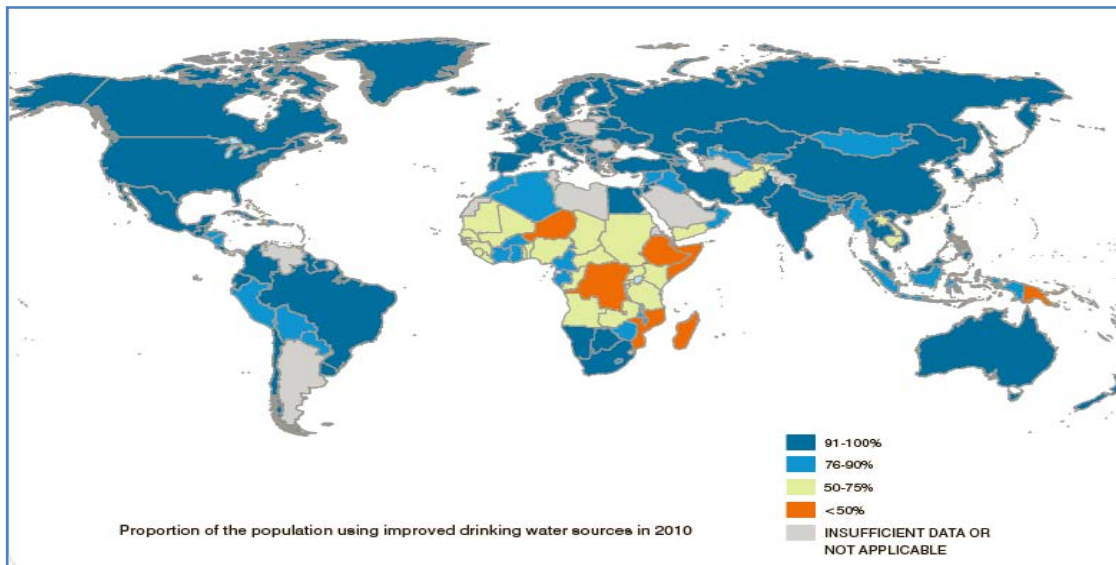 91-100%
76-90%
50-75%
<50%
INSUFFICIENT DATA OR
NOT APPLICABLE
Proportion of the population using improved drinking water sources in 2010